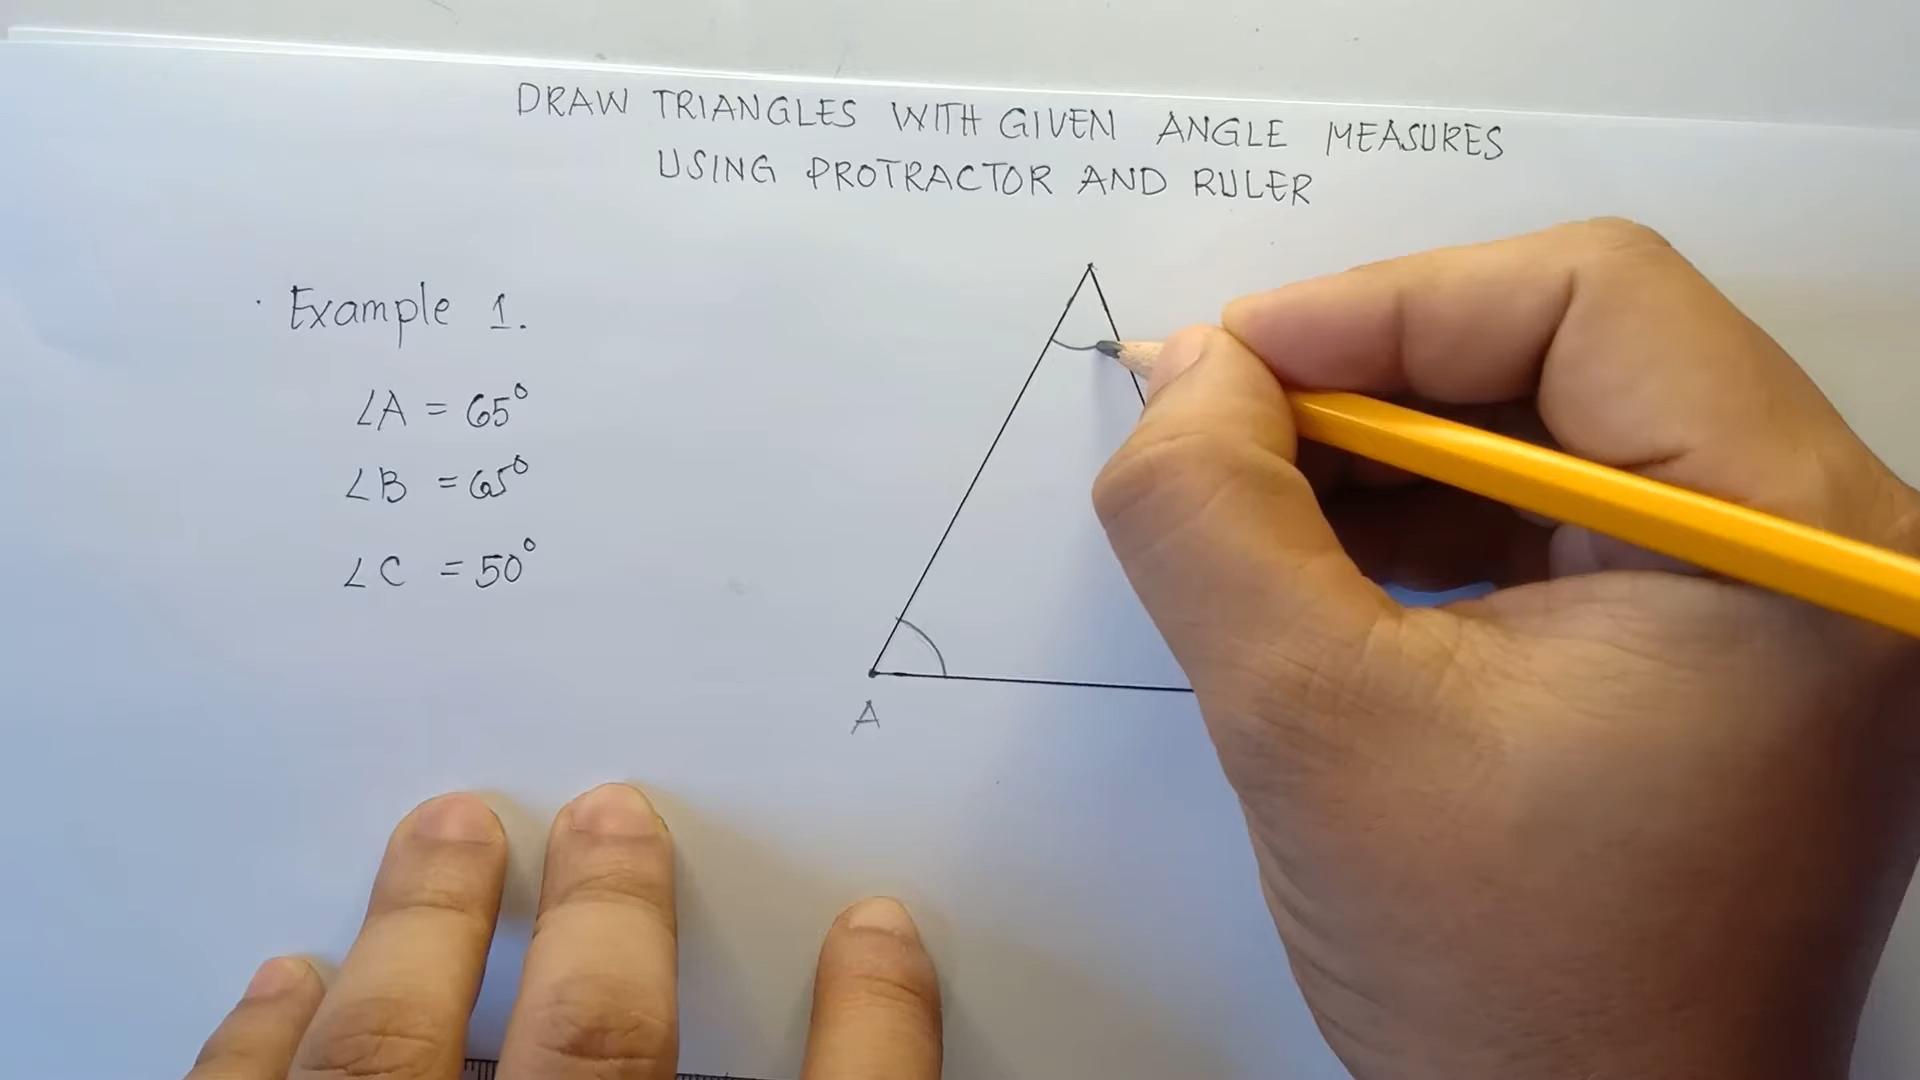 DRAW TRIANGLES WITH GIVEN ANGLE MEASURES
USING PROTRACTOR AND RULER
Example 1.
∠A = 65°
∠B = 65°
∠C = 50°
A